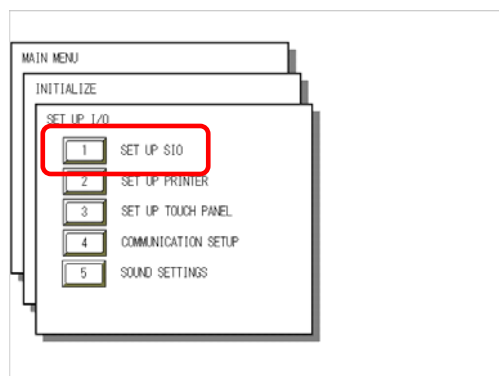 MAIN MENU
INITIALIZE
SET UP I/O
1 SET UP SIO
2 SET UP PRINTER
3 SET UP TOUCH PANEL
4 COMMUNICATION SETUP
5 SOUND SETTINGS